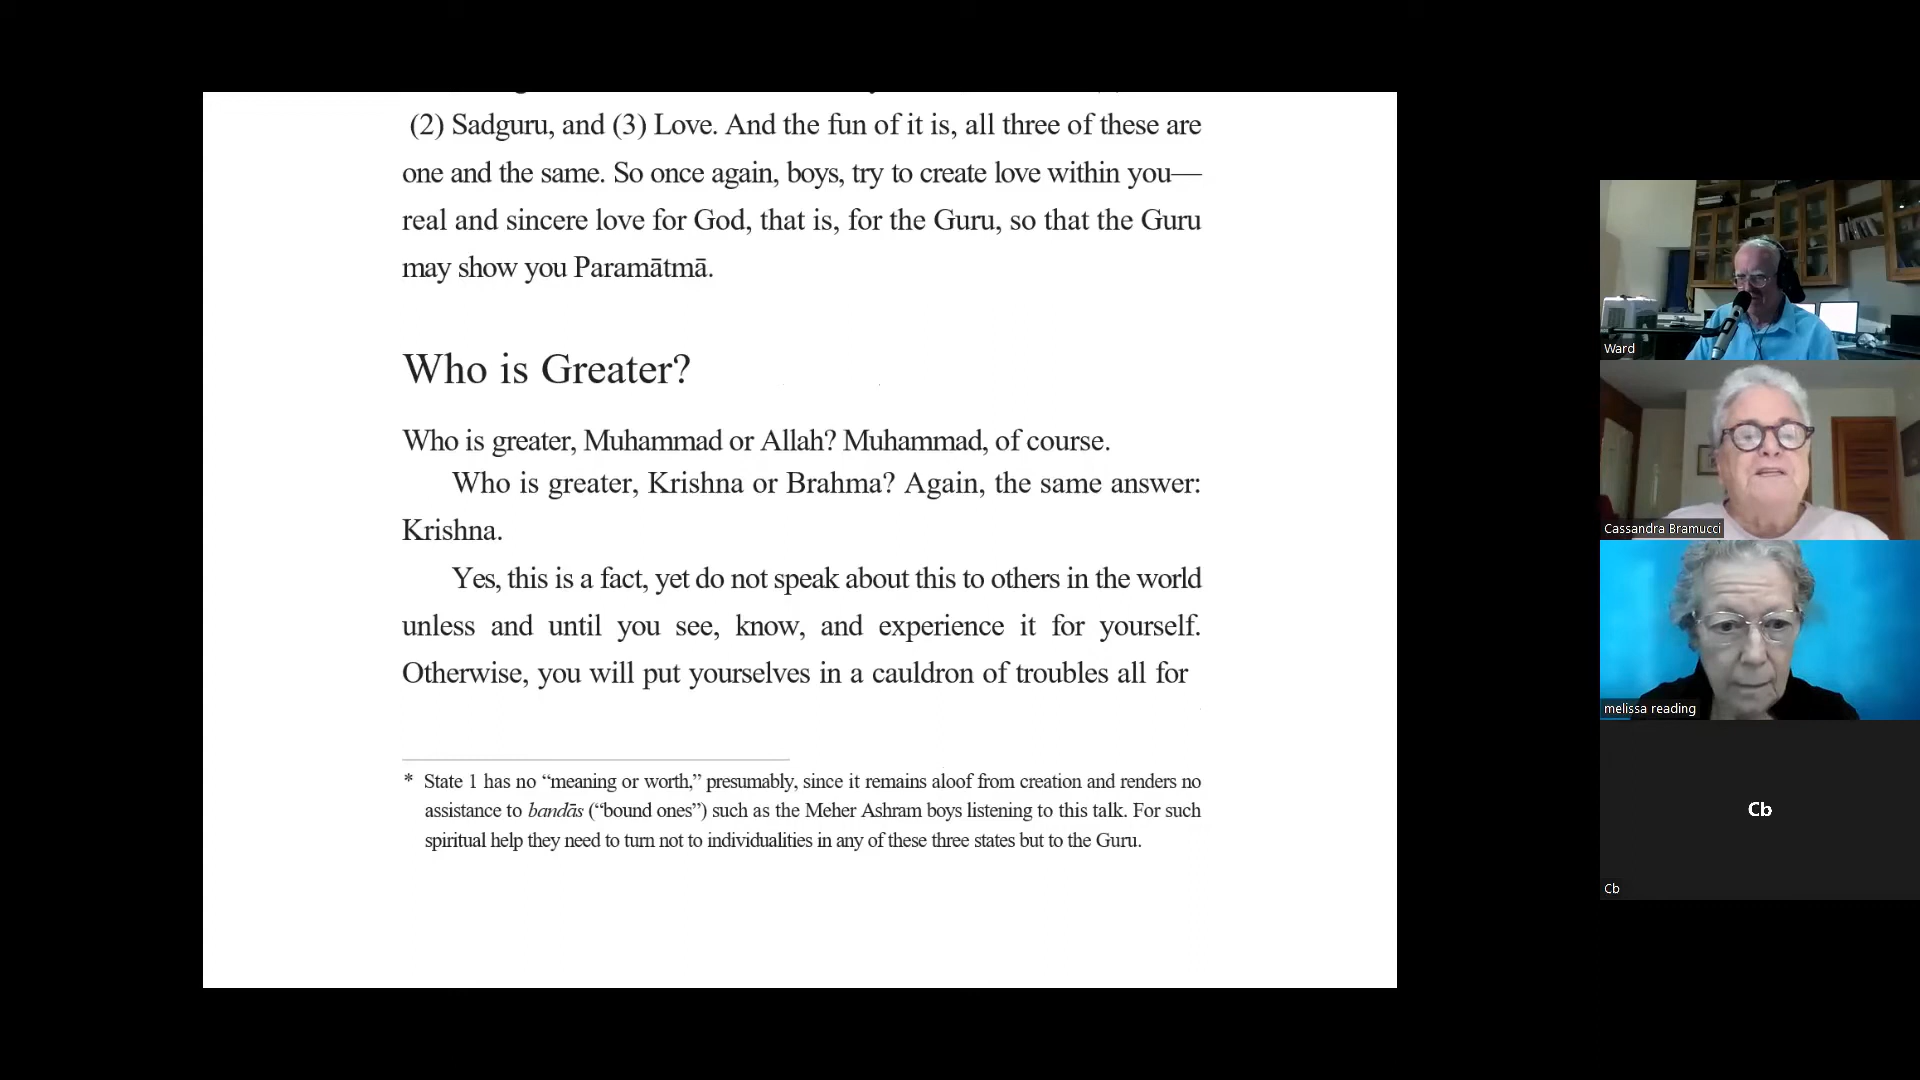 (2) Sadguru, and (3) Love. And the fun of it is, all three of these are
one and the same. So once again, boys, try to create love within you—
real and sincere love for God, that is, for the Guru, so that the Guru
may show you Paramātmā.
Who is Greater?
Who is greater, Muhammad or Allah? Muhammad, of course.
Who is greater, Krishna or Brahma? Again, the same answer:
Krishna.
Yes, this is a fact, yet do not speak about this to others in the world
unless and until you see, know, and experience it for yourself.
Otherwise, you will put yourselves in a cauldron of troubles all for
* State 1 has no “meaning or worth,” presumably, since it remains aloof from creation and renders no
assistance to bandās (“bound ones”) such as the Meher Ashram boys listening to this talk. For such
spiritual help they need to turn not to individualities in any of these three states but to the Guru.
Ward
Cassandra Bramucci
melissa reading
Cb
Cb